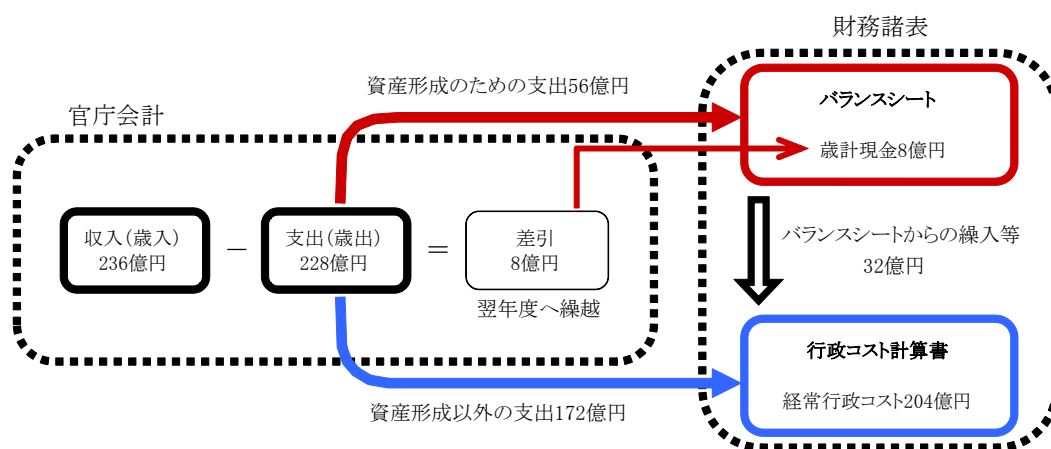 財務諸表
資産形成のための支出56億円
バランスシート
歳計現金8億円
官庁会計
収入(歳入)
236億円
－
支出(歳出)
228億円
＝
差引
8億円
翌年度へ繰越
バランスシートからの繰入等
32億円
行政コスト計算書
経常行政コスト204億円
資産形成以外の支出172億円